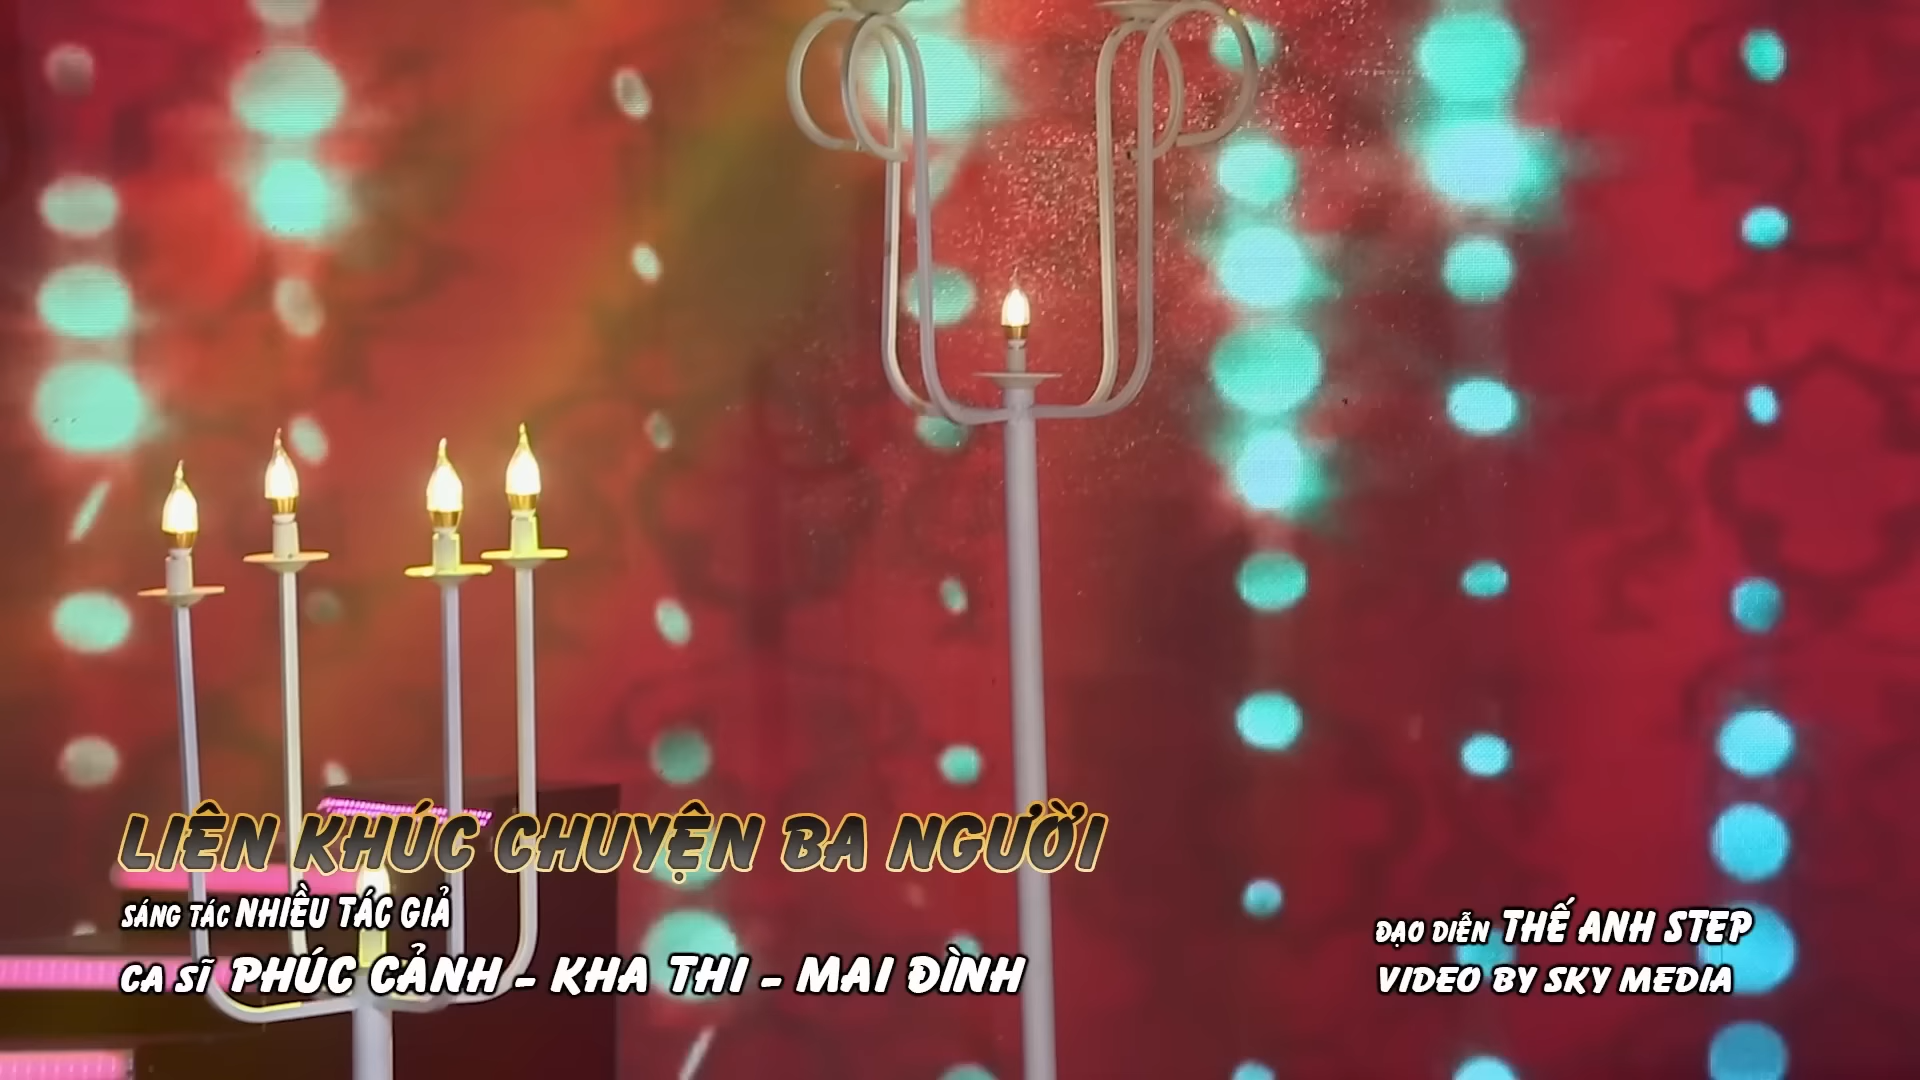 LIÊN KHÚC CHUYỆN BA NGƯỜI
SÁNG TÁC NHIỀU TÁC GIẢ
CA SĨ PHÚC CẢNH - KHA THI - MAI ĐÌNH
ĐẠO DIỄN THẾ ANH STEP
VIDEO BY SKY MEDIA